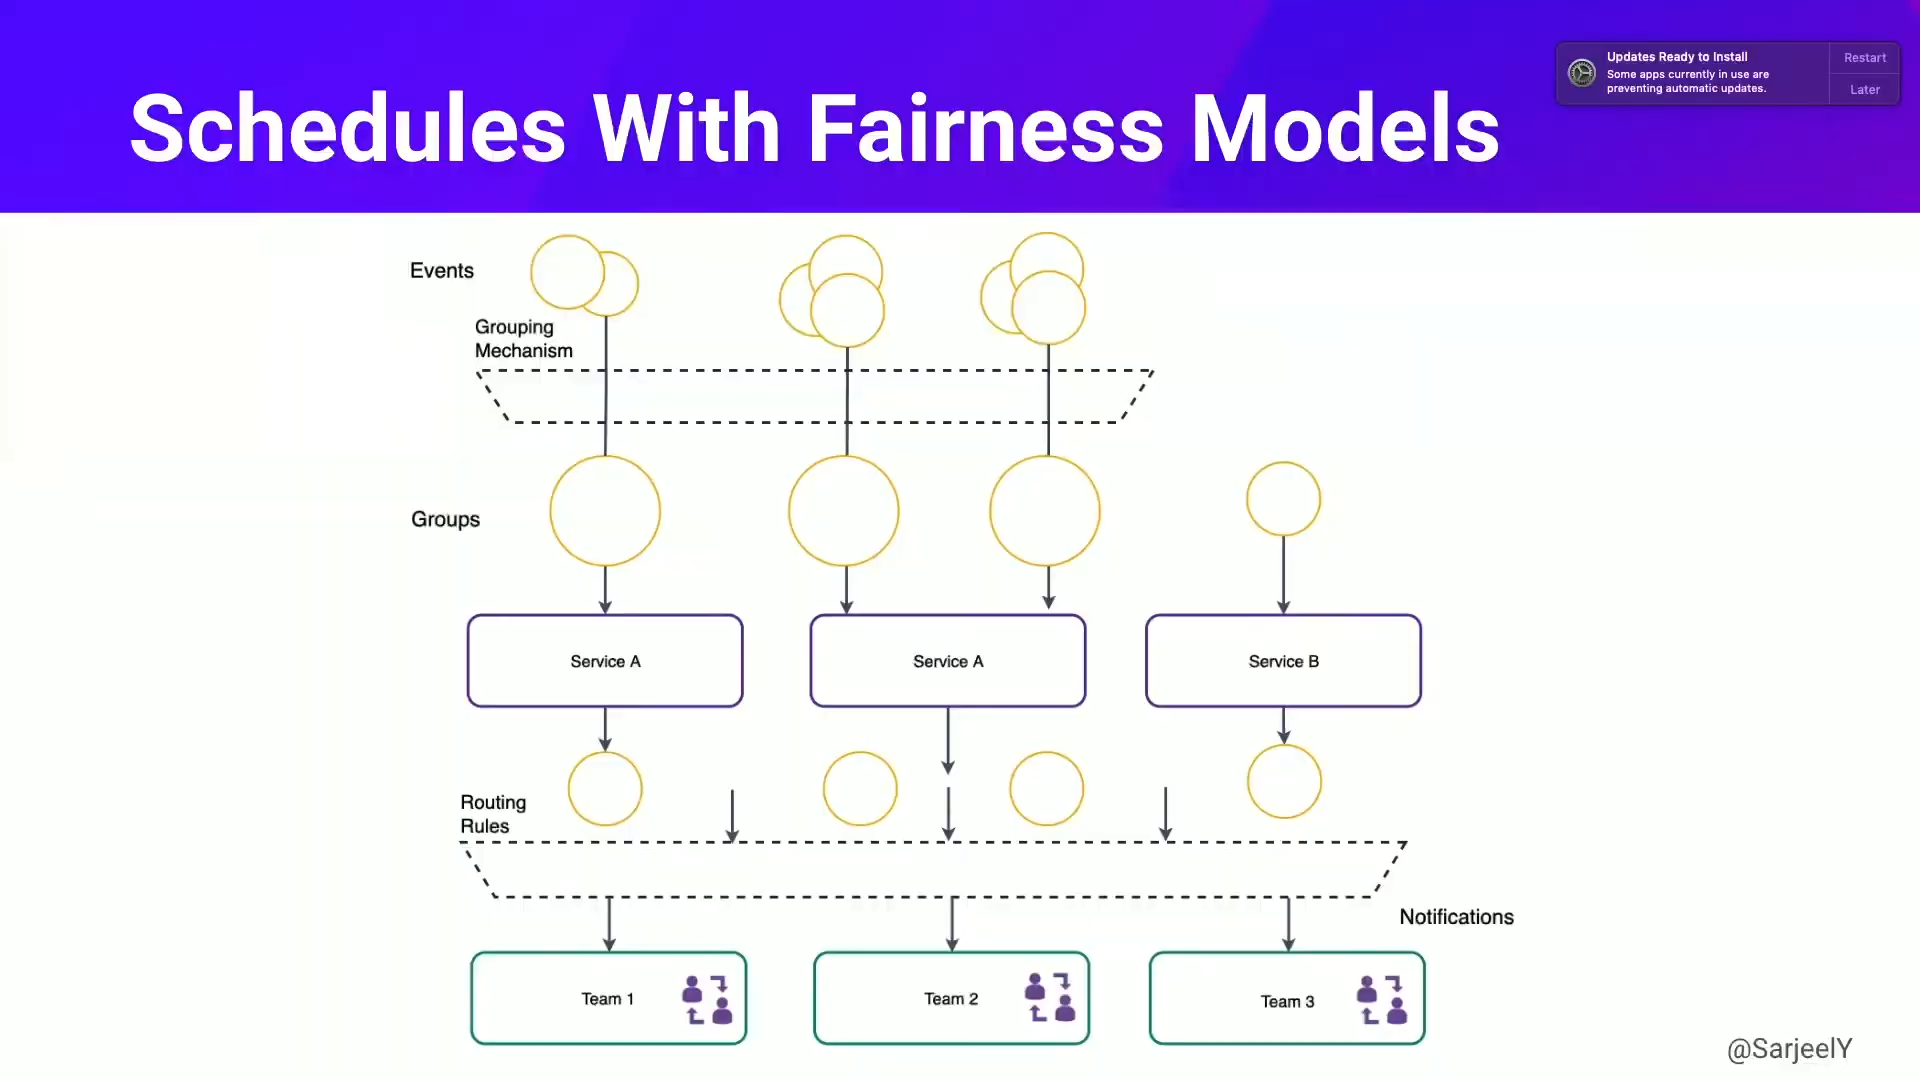 Updates Ready to Install
Some apps currently in use are
preventing automatic updates.
Restart
Later
Schedules With Fairness Models
Events
Grouping
Mechanism
Groups
Service A
Service A
Service B
Routing
Rules
Notifications
Team 1
Team 2
Team 3
@SarjeelY